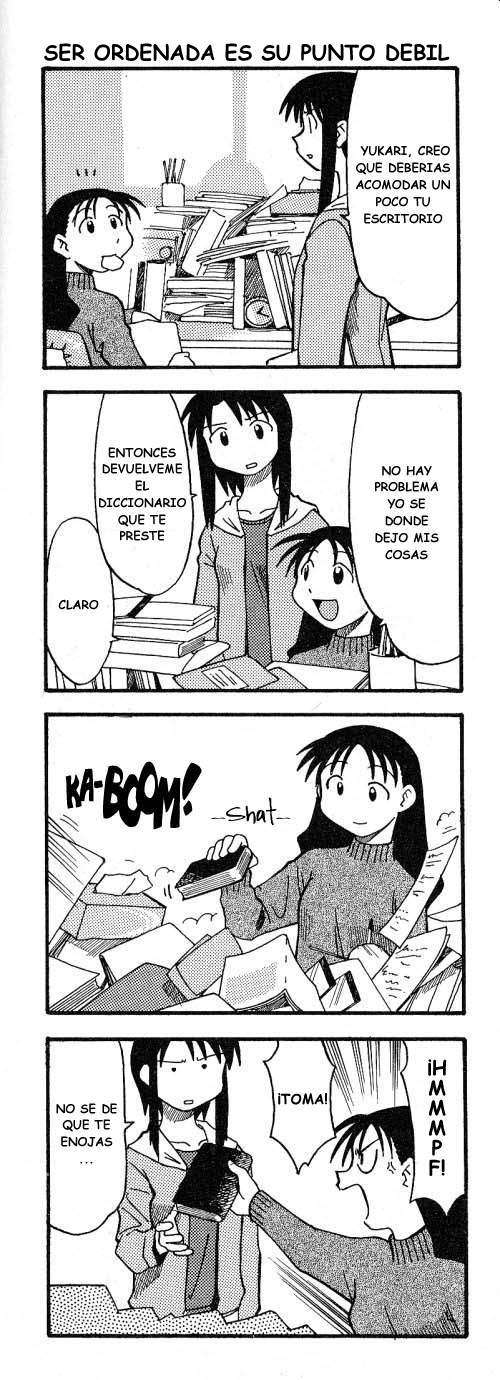 SER ORDENADA ES SU PUNTO DEBIL
YUKARI, CREO
QUE DEBERIAS
ACOMODAR UN
POCO TU
ESCRITORIO
NO HAY
PROBLEMA
YO SE
DONDE
DEJO MIS
COSAS
ENTONCES
DEVUELVEME
EL
DICCIONARIO
QUE TE
PRESTE
CLARO
KA-BOOM!
Shat
¡HMMMPF!
¡TOMA!
NO SE DE
QUE TE
ENOJAS
...